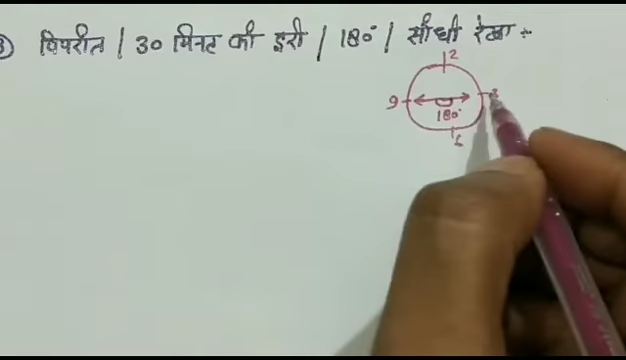 ③ विपरीत / 30 मिनट की दूरी / 180° / सीधी रेखा ÷
12
9 3
180°
6